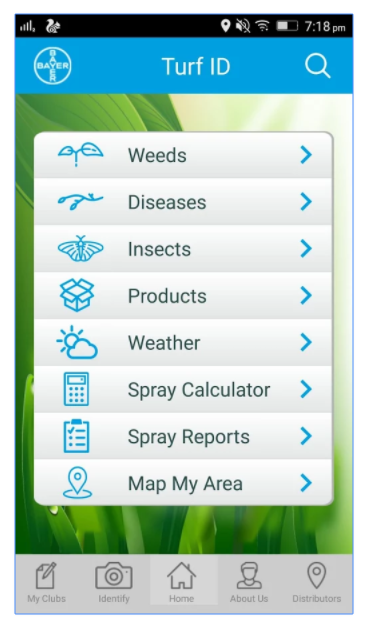 7:18 pm
BAYER
BAYER
Turf ID
Weeds
Diseases
Insects
Products
Weather
Spray Calculator
Spray Reports
Map My Area
My Clubs
Identify
Home
About Us
Distributors